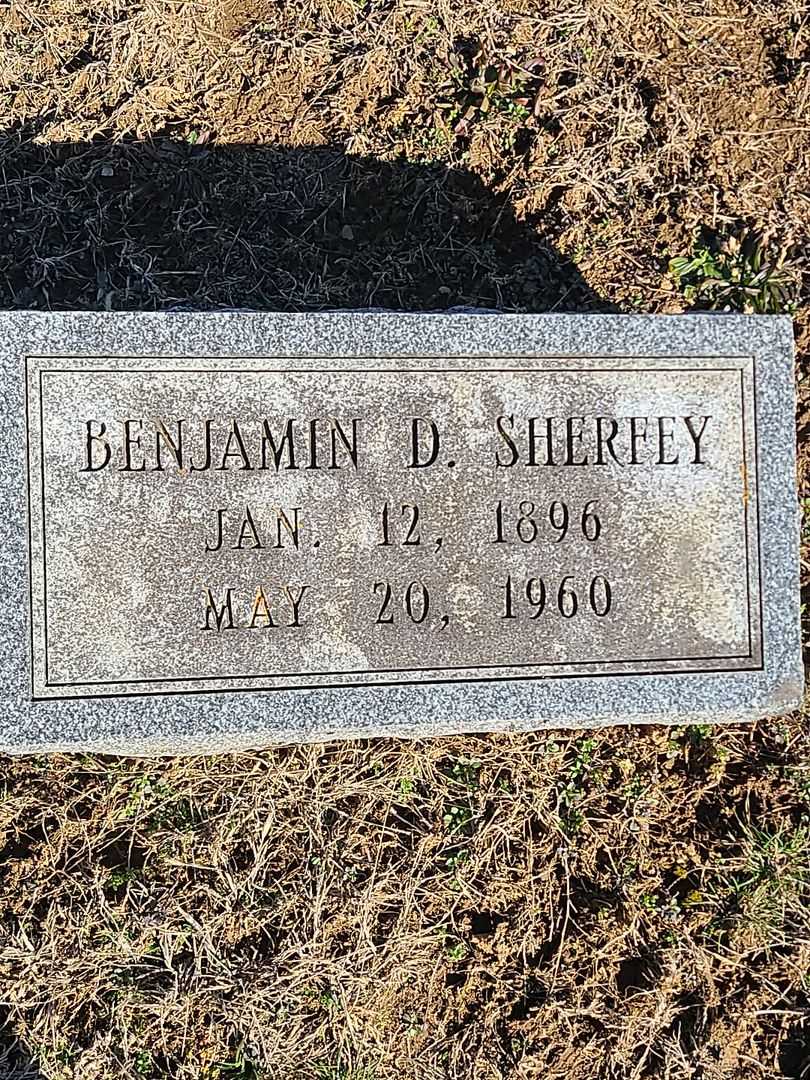 BENJAMIN D. SHERFEY
JAN. 12, 1896
MAY 20, 1960